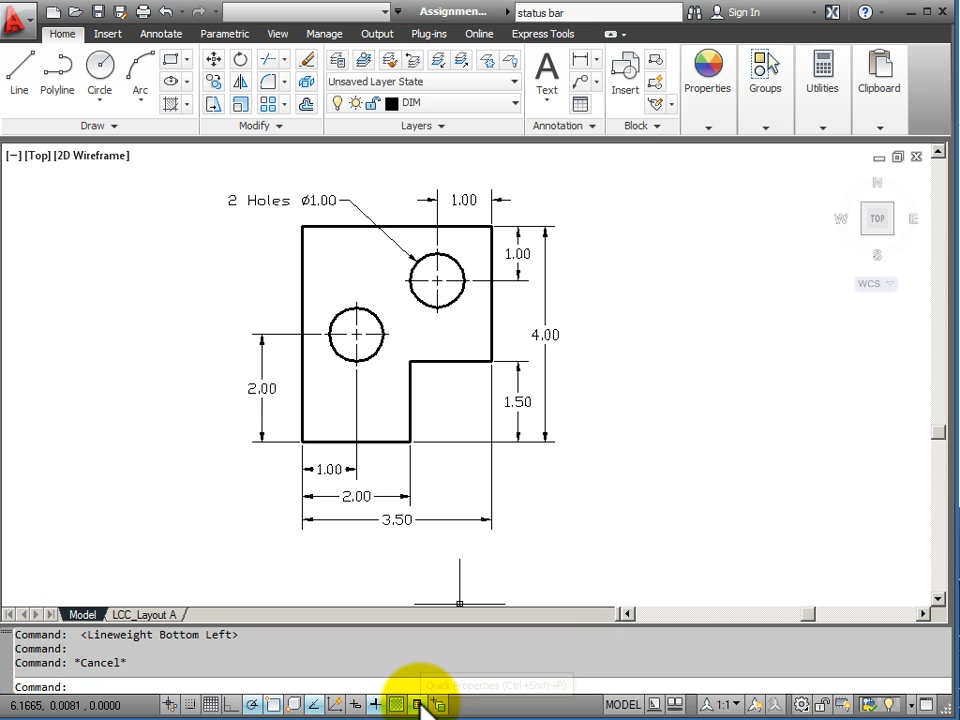 Assignmen... status bar Sign In
Home Insert Annotate Parametric View Manage Output Plug-ins Online Express Tools
Unsaved Layer State
Line Polyline Circle Arc Text Insert Properties Groups Utilities Clipboard
DIM
Draw Modify Layers Annotation Block
[−] [Top] [2D Wireframe]
N
W TOP E
S
WCS
2 Holes Ø1.00
1.00
1.00
4.00
2.00
1.50
1.00
2.00
3.50
Model LCC_Layout A
Command: <Lineweight Bottom Left>
Command:
Command: *Cancel*
Quick Properties (Ctrl+Shift+P)
Command:
6.1665, 0.0081 , 0.0000 MODEL 1:1